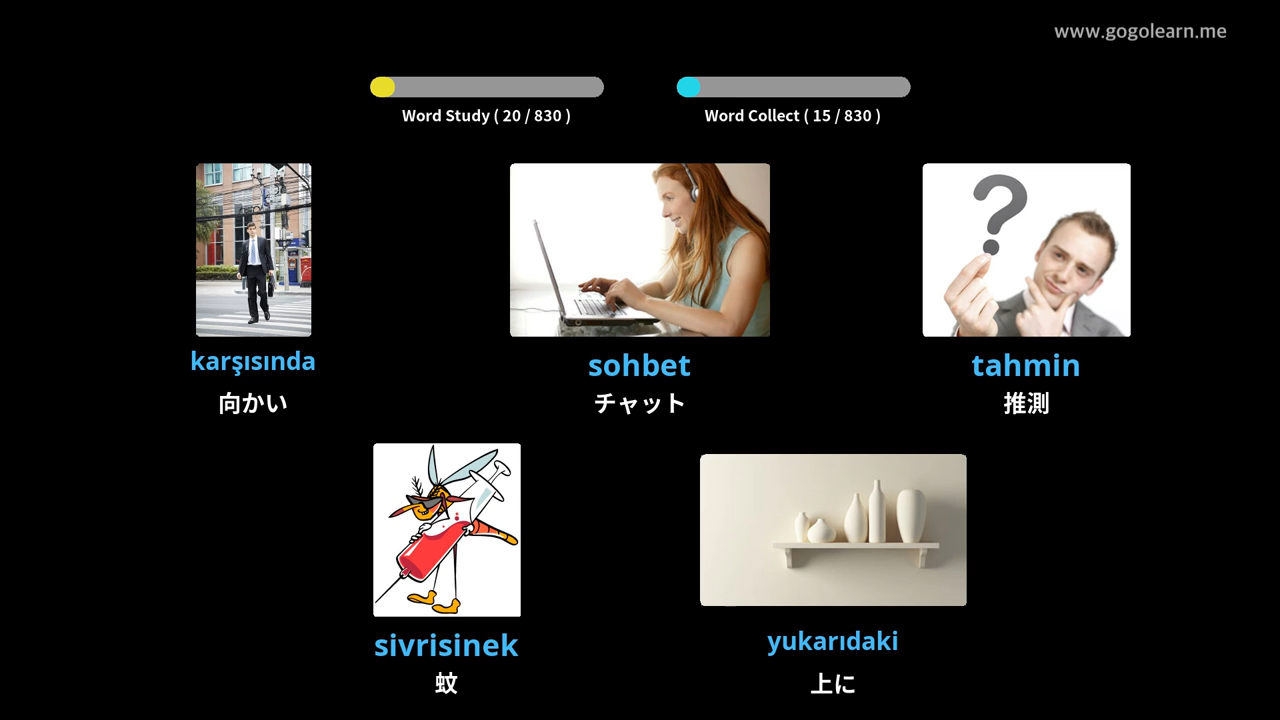 www.gogolearn.me
Word Study ( 20 / 830 )
Word Collect ( 15 / 830 )
karşısında
向かい
sohbet
チャット
tahmin
推測
sivrisinek
蚊
yukarıdaki
上に